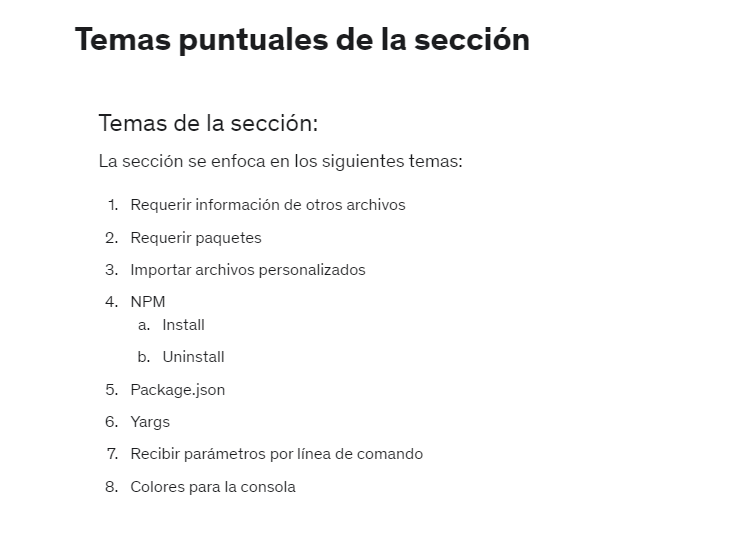 Temas puntuales de la sección
Temas de la sección:
La sección se enfoca en los siguientes temas:
1. Requerir información de otros archivos
2. Requerir paquetes
3. Importar archivos personalizados
4. NPM
a. Install
b. Uninstall
5. Package.json
6. Yargs
7. Recibir parámetros por línea de comando
8. Colores para la consola